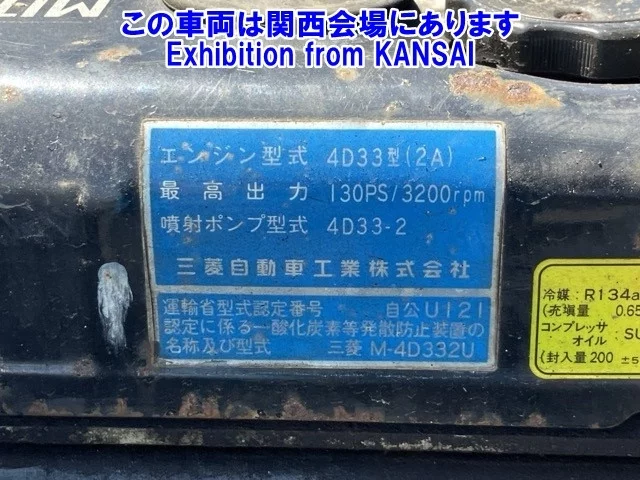 この車両は関西会場にあります
Exhibition from KANSAI
エンジン型式 4D33型(2A)
最高出力 130PS/3200rpm
噴射ポンプ型式 4D33-2
三菱自動車工業株式会社
運輸省型式認定番号 自公U121
認定に係る一酸化炭素等発散防止装置の
名称及び型式 三菱 M-4D332U
冷媒:R134a
(充塡量 0.65
コンプレッサ
オイル SU
(封入量200 ±5